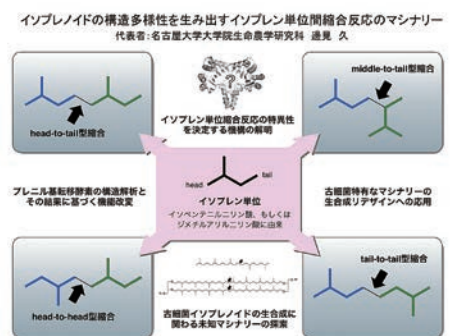 イソプレノイドの構造多様性を生み出すイソプレン単位間縮合反応のマシナリー
代表者:名古屋大学大学院生命農学研究科 邊見 久
head-to-tail型縮合
?
イソプレン単位縮合反応の特異性
を決定する機構の解明
middle-to-tail型縮合
プレニル基転移酵素の構造解析と
その結果に基づく機能改変
head
tail
イソプレン単位
イソペンテニルニリン酸、もしくは
ジメチルアリルニリン酸に由来
古細菌特有なマシナリーの
生合成リデザインへの応用
head-to-head型縮合
古細菌イソプレノイドの生合成に
関わる未知マシナリーの探索
tail-to-tail型縮合